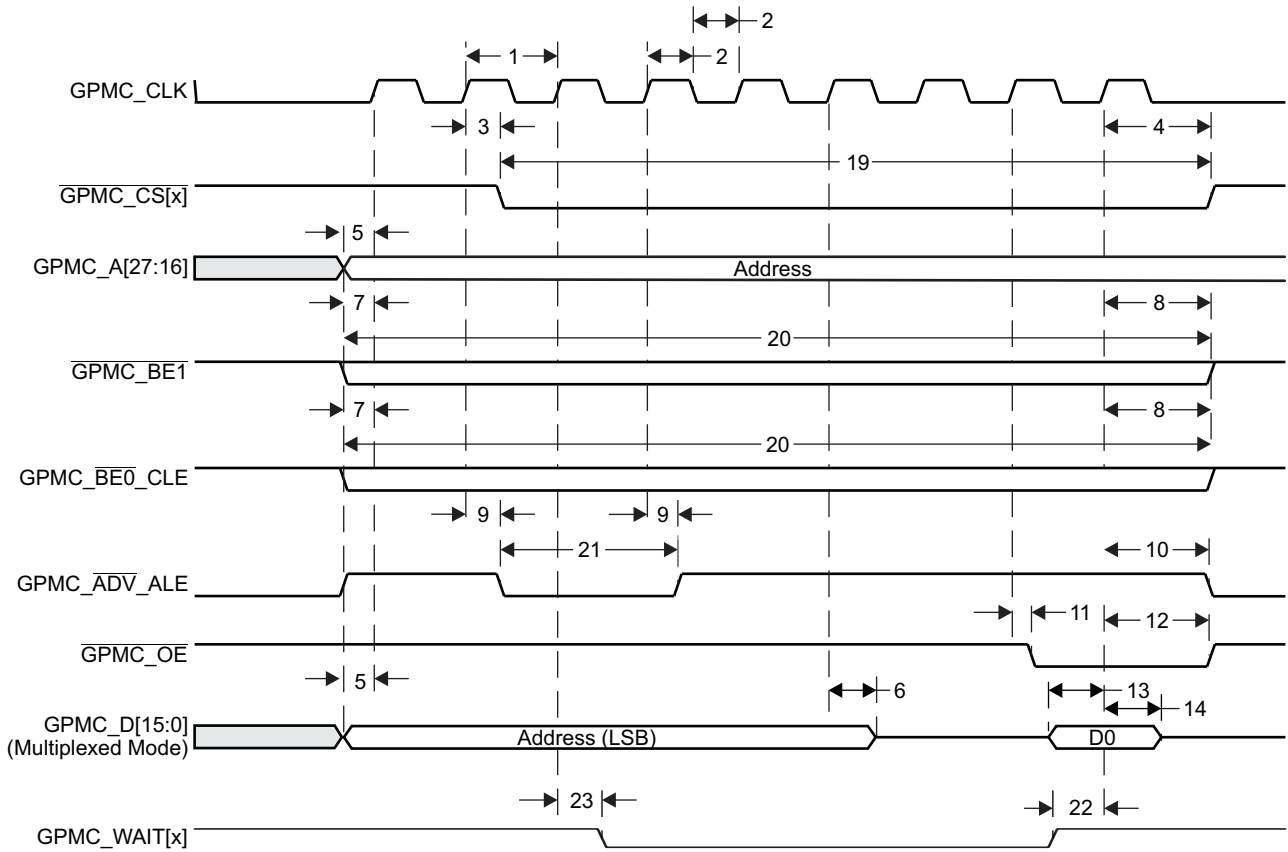 2
1
2
GPMC_CLK
3
4
19
GPMC_CS[x]
5
GPMC_A[27:16]
Address
7
8
20
GPMC_BE1
7
8
20
GPMC_BE0_CLE
9
9
21
10
GPMC_ADV_ALE
11
12
GPMC_OE
5
6
13
14
GPMC_D[15:0]
(Multiplexed Mode)
Address (LSB)
D0
23
22
GPMC_WAIT[x]